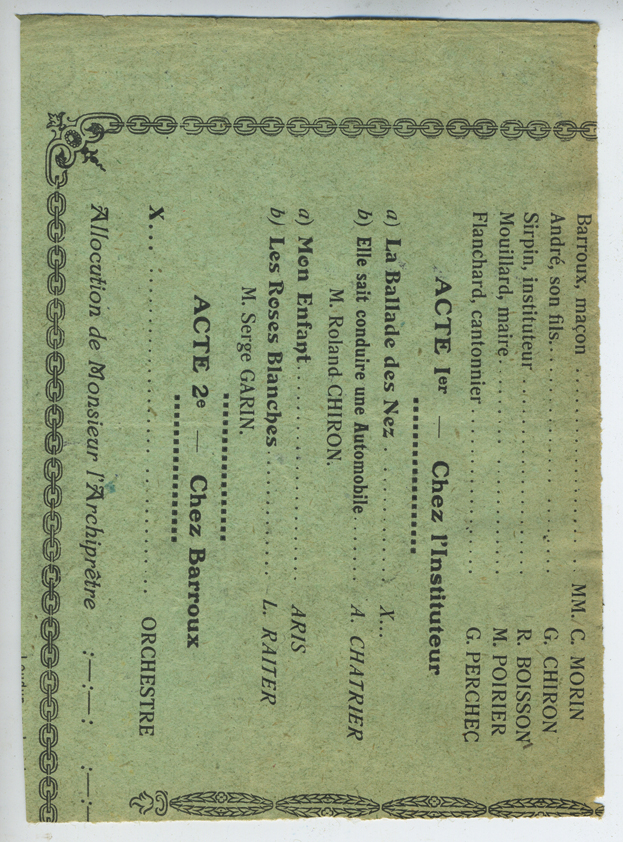 Barroux, maçon .......................... MM. C. MORIN
André, son fils .......................... G. CHIRON
Sirpin, instituteur .......................... R. BOISSON
Mouillard, maire .......................... M. POIRIER
Flanchard, cantonnier .......................... G. PERCHEC
ACTE Ier — Chez l'Instituteur
a) La Ballade des Nez .......................... X...
b) Elle sait conduire une Automobile .......... A. CHATRIER
M. Roland CHIRON.
a) Mon Enfant .......................... ARIS
b) Les Roses Blanches .......................... L. RAITER
M. Serge GARIN.
ACTE 2e — Chez Barroux
X... .......................... ORCHESTRE
Allocution de Monsieur l'Archiprêtre :—:—: :—:—